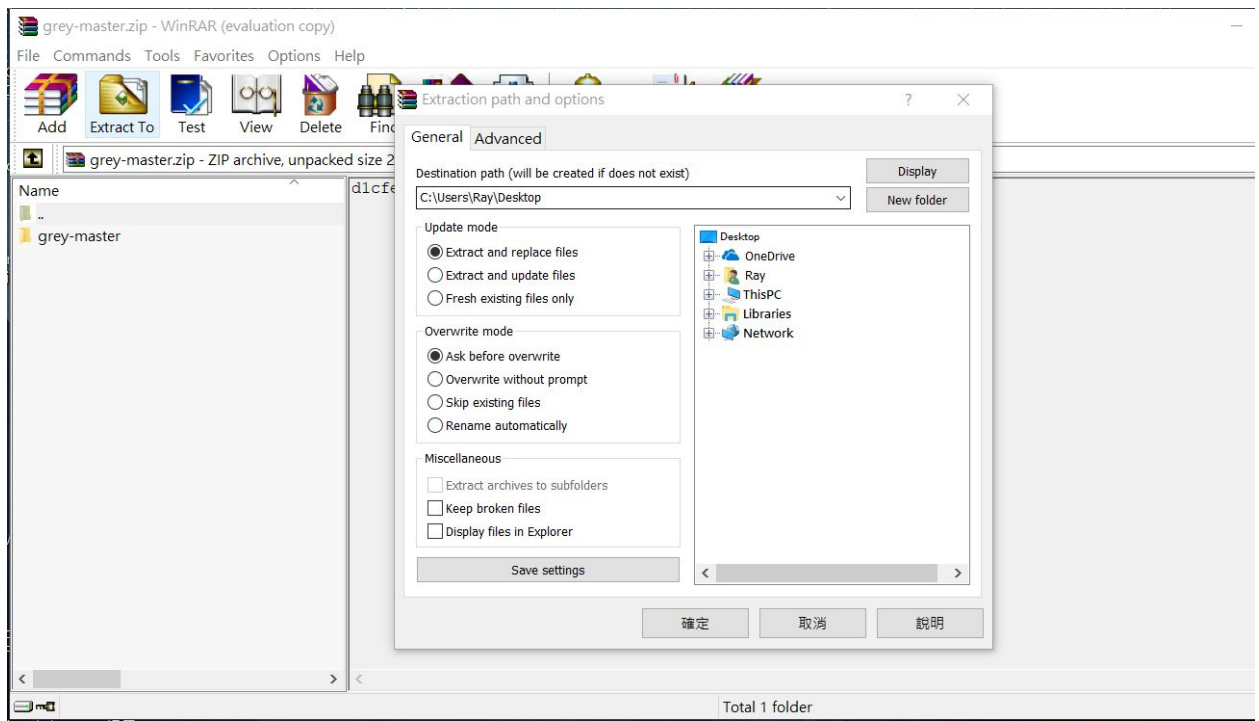 grey-master.zip - WinRAR (evaluation copy)
File Commands Tools Favorites Options Help
Add Extract To Test View Delete
grey-master.zip - ZIP archive, unpacked size 2
Name
..
grey-master
d1cfe
Extraction path and options
General Advanced
Destination path (will be created if does not exist)
C:\Users\Ray\Desktop
Display
New folder
Update mode
Extract and replace files
Extract and update files
Fresh existing files only
Overwrite mode
Ask before overwrite
Overwrite without prompt
Skip existing files
Rename automatically
Miscellaneous
Extract archives to subfolders
Keep broken files
Display files in Explorer
Save settings
Desktop
OneDrive
Ray
ThisPC
Libraries
Network
確定 取消 說明
Total 1 folder